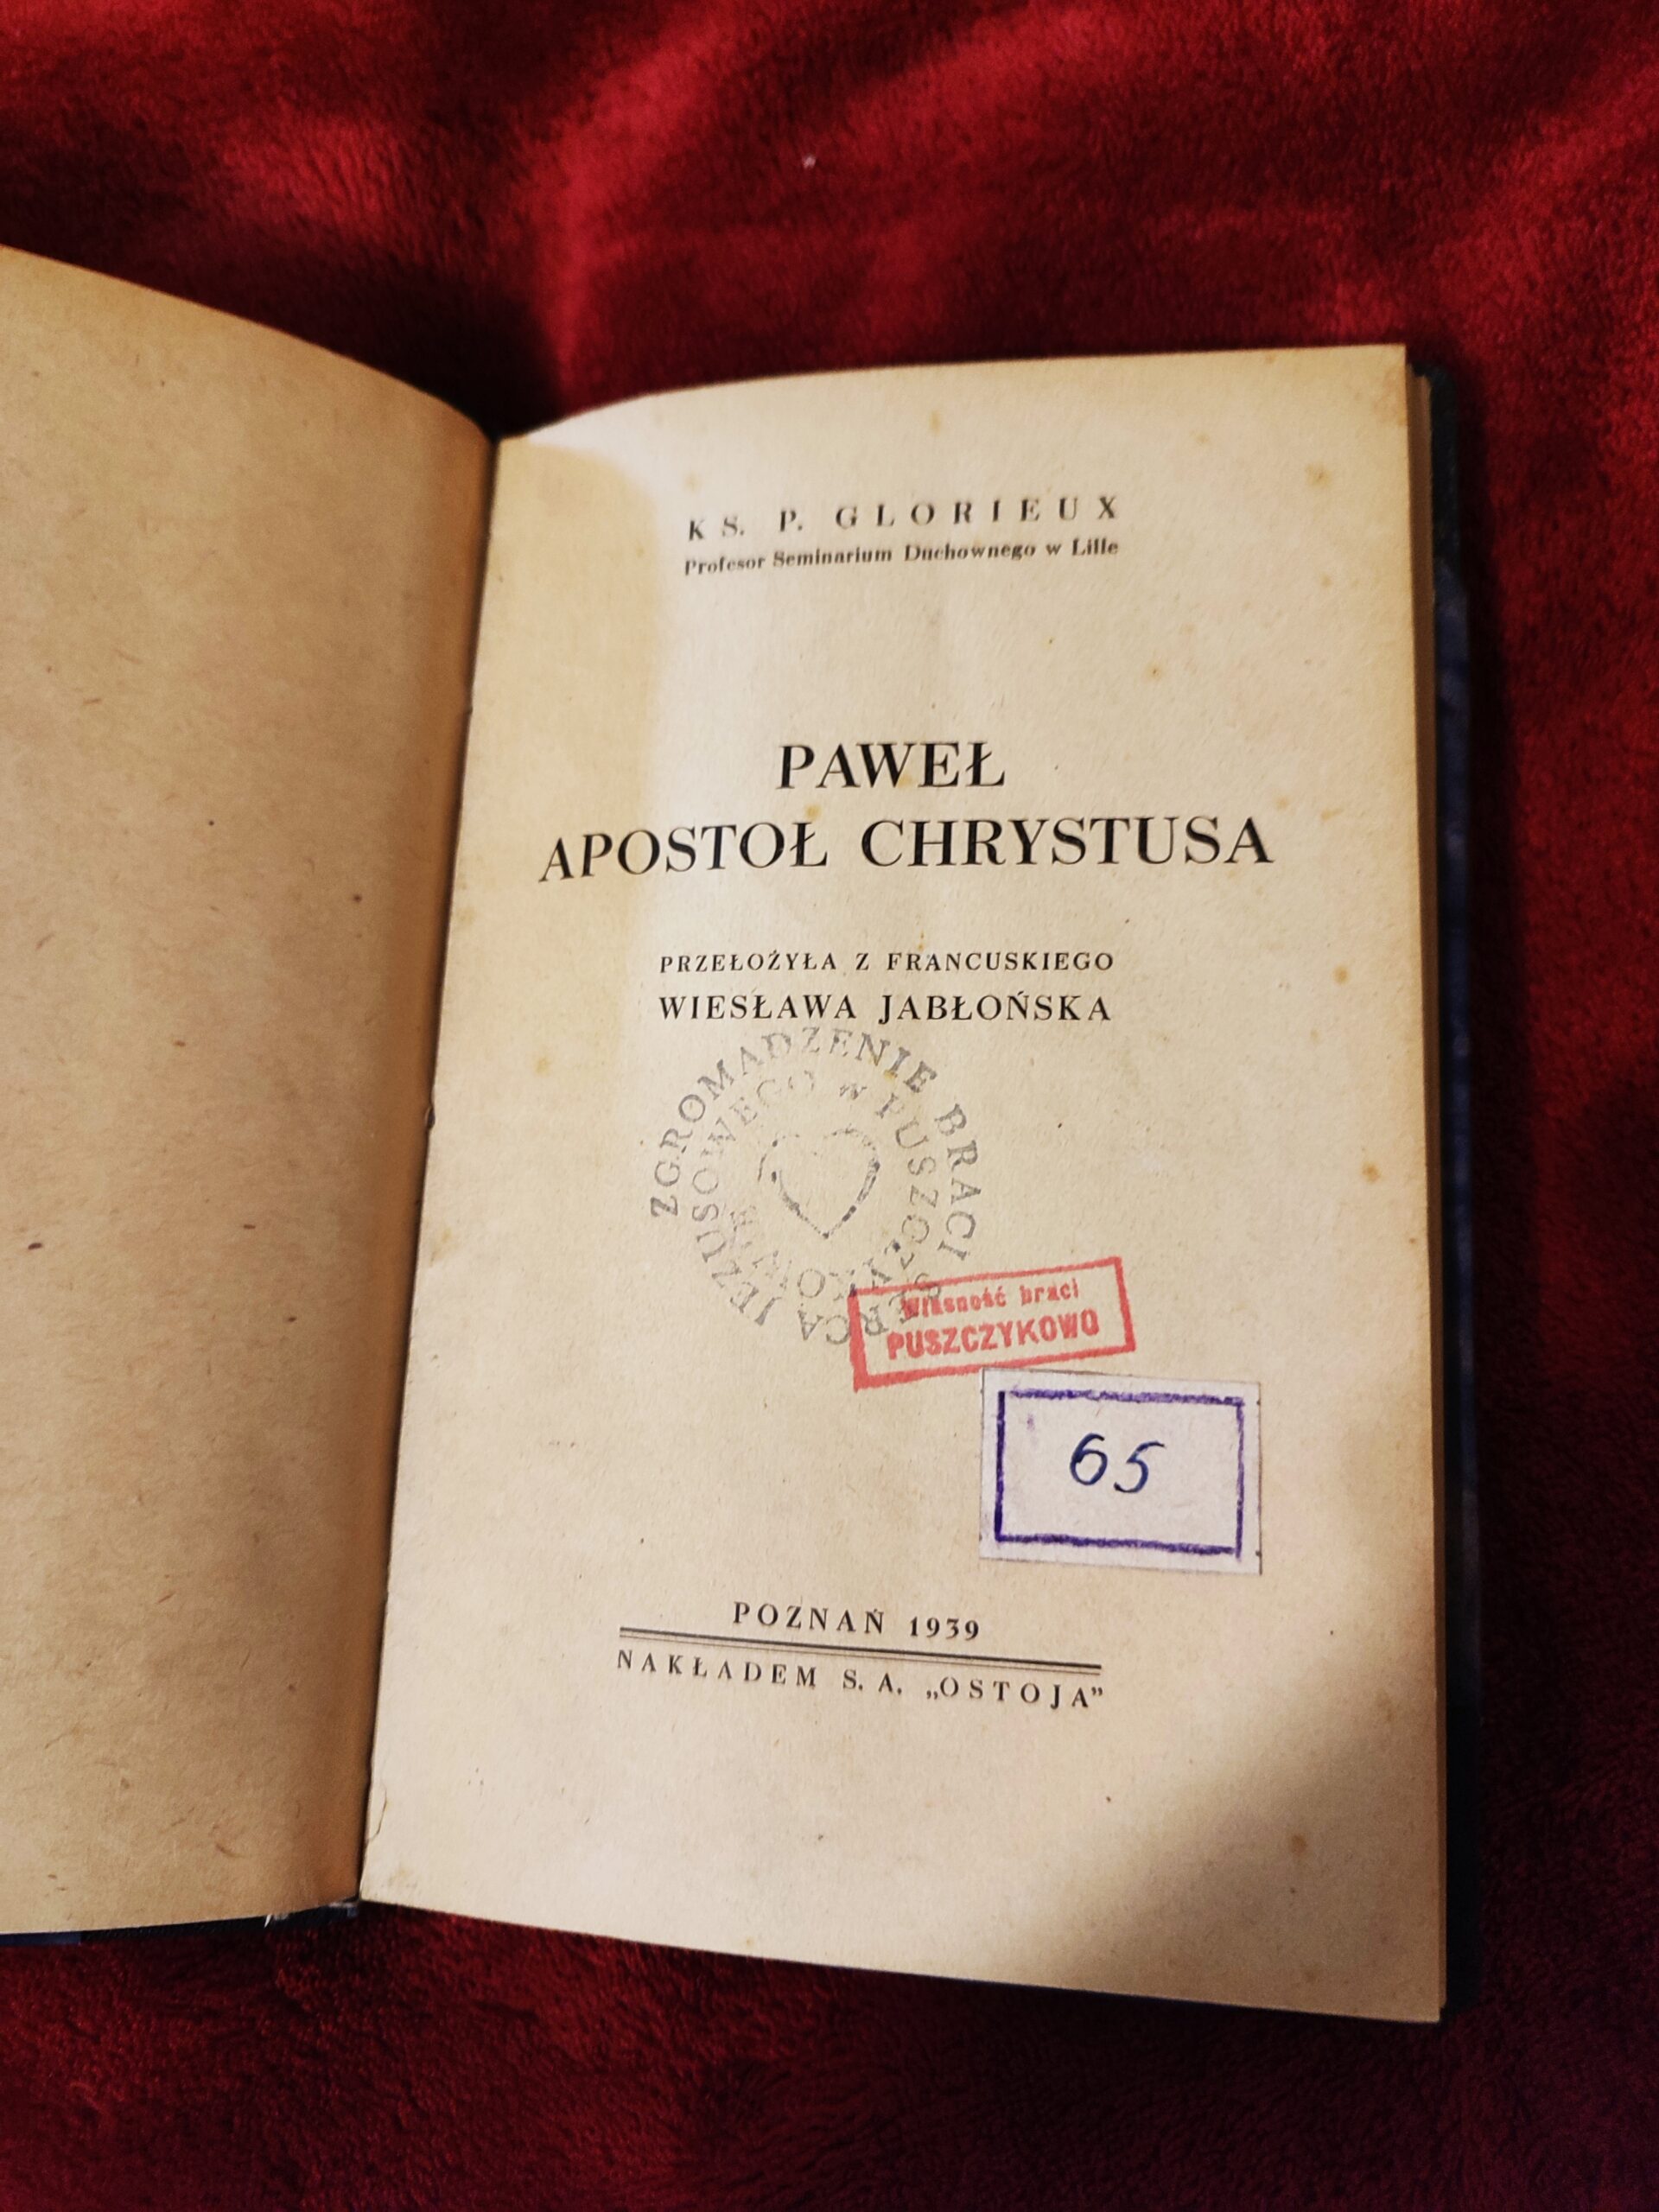 KS. P. GLORIEUX
Profesor Seminarium Duchownego w Lille
PAWEŁ
APOSTOŁ CHRYSTUSA
PRZEŁOŻYŁA Z FRANCUSKIEGO
WIESŁAWA JABŁOŃSKA
ZGROMADZENIE BRACI SERCA JEZUSOWEGO * PUSZCZYKOWO
Własność braci
PUSZCZYKOWO
65
POZNAŃ 1939
NAKŁADEM S. A. „OSTOJA”